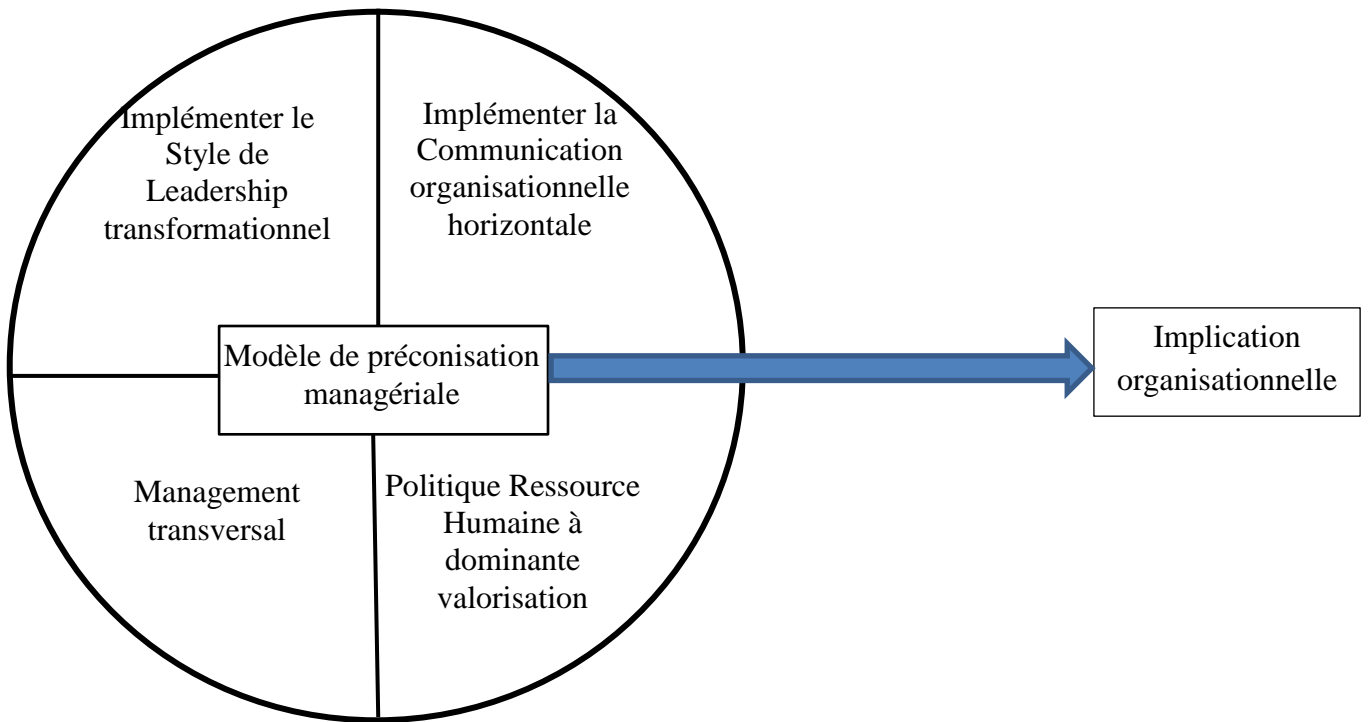 Implémenter le
Style de
Leadership
transformationnel
Implémenter la
Communication
organisationnelle
horizontale
Modèle de préconisation
managériale
Implication
organisationnelle
Management
transversal
Politique Ressource
Humaine à
dominante
valorisation